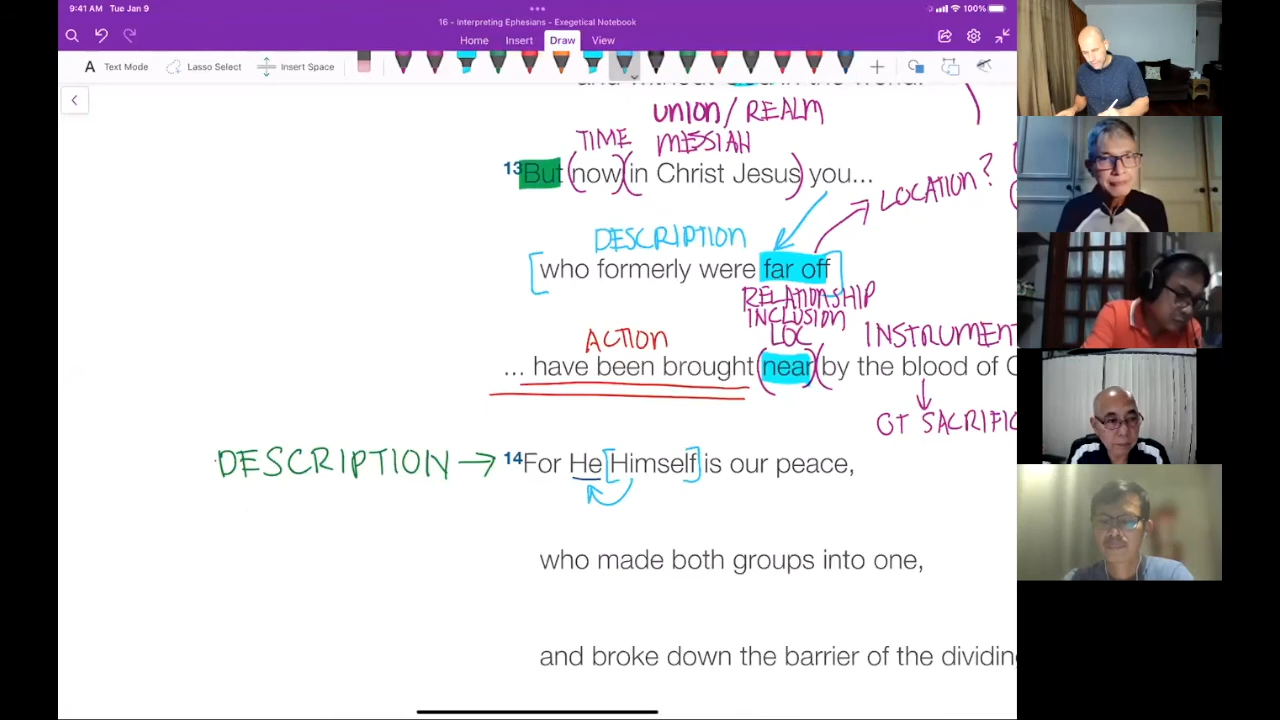 9:41 AM Tue Jan 9
100%
16 - Interpreting Ephesians - Exegetical Notebook
Home Insert Draw View
A Text Mode Lasso Select Insert Space
UNION / REALM
TIME MESSIAH
13 But (now)(in Christ Jesus) you...
LOCATION?
DESCRIPTION
[who formerly were far off]
RELATIONSHIP
INCLUSION
ACTION LOC INSTRUMENT
... have been brought (near)(by the blood of
OT SACRIFIC
DESCRIPTION → 14 For He [Himself] is our peace,
who made both groups into one,
and broke down the barrier of the dividin